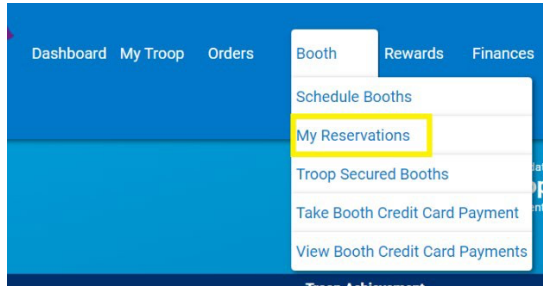 Dashboard My Troop Orders Booth Rewards Finances
Schedule Booths
My Reservations
Troop Secured Booths
Take Booth Credit Card Payment
View Booth Credit Card Payments